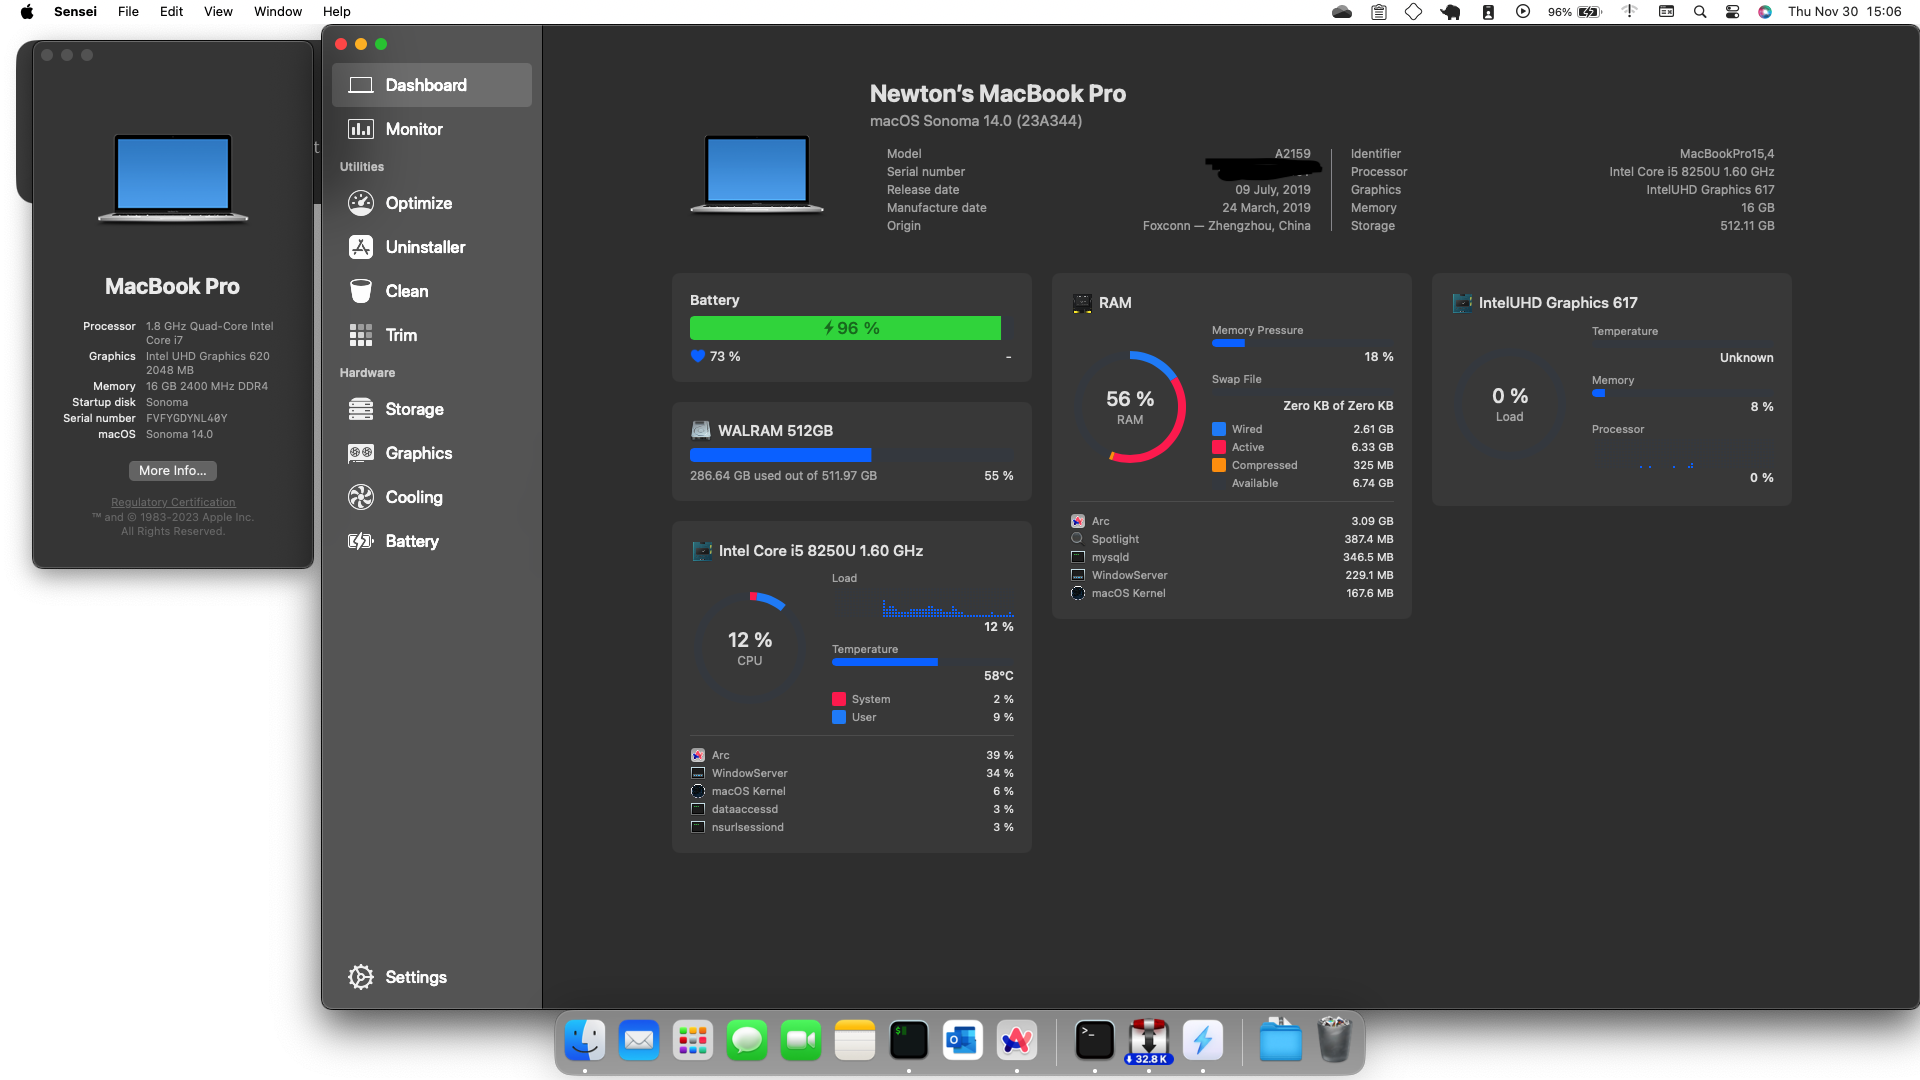 Sensei File Edit View Window Help
96% Thu Nov 30 15:06
MacBook Pro
Processor 1.8 GHz Quad-Core Intel
Core i7
Graphics Intel UHD Graphics 620
2048 MB
Memory 16 GB 2400 MHz DDR4
Startup disk Sonoma
Serial number FVFYGDYNL40Y
macOS Sonoma 14.0
More Info...
Regulatory Certification
™ and © 1983-2023 Apple Inc.
All Rights Reserved.
t
Dashboard
Monitor
Utilities
Optimize
Uninstaller
Clean
Trim
Hardware
Storage
Graphics
Cooling
Battery
Settings
Newton's MacBook Pro
macOS Sonoma 14.0 (23A344)
Model A2159
Serial number
Release date 09 July, 2019
Manufacture date 24 March, 2019
Origin Foxconn — Zhengzhou, China
Identifier MacBookPro15,4
Processor Intel Core i5 8250U 1.60 GHz
Graphics IntelUHD Graphics 617
Memory 16 GB
Storage 512.11 GB
Battery
96 %
73 % -
WALRAM 512GB
286.64 GB used out of 511.97 GB 55 %
Intel Core i5 8250U 1.60 GHz
Load
12 %
12 %
CPU
Temperature
58°C
System 2 %
User 9 %
Arc 39 %
WindowServer 34 %
macOS Kernel 6 %
dataaccessd 3 %
nsurlsessiond 3 %
RAM
Memory Pressure
18 %
56 %
RAM
Swap File
Zero KB of Zero KB
Wired 2.61 GB
Active 6.33 GB
Compressed 325 MB
Available 6.74 GB
Arc 3.09 GB
Spotlight 387.4 MB
mysqld 346.5 MB
WindowServer 229.1 MB
macOS Kernel 167.6 MB
IntelUHD Graphics 617
Temperature
Unknown
0 %
Load
Memory
8 %
Processor
0 %
32.8 K